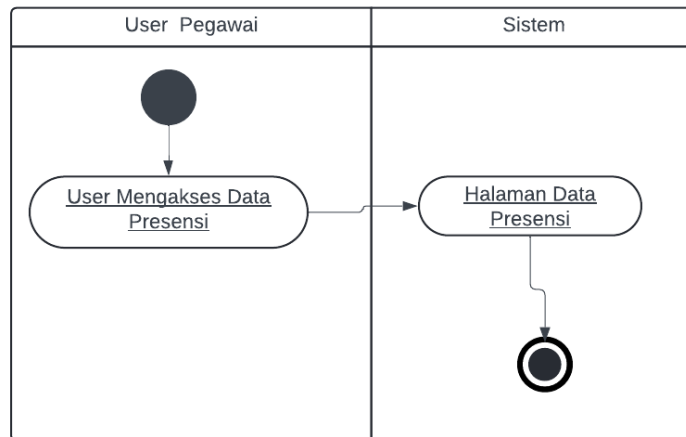 User Pegawai
Sistem
User Mengakses Data
Presensi
Halaman Data
Presensi